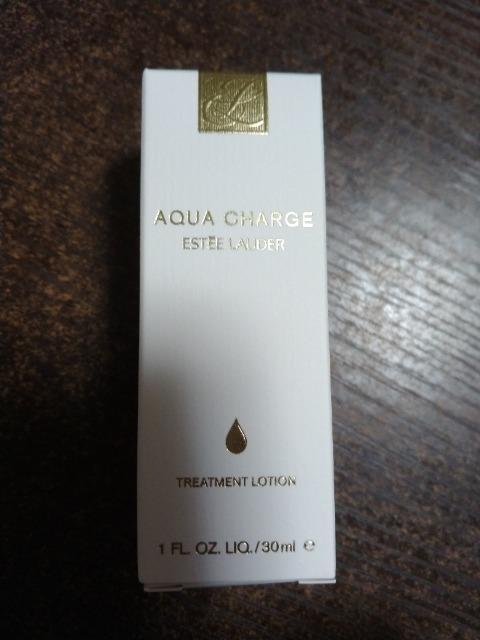 AQUA CHARGE
ESTĒE LAUDER
TREATMENT LOTION
1 FL. OZ. LIQ./30ml ℮